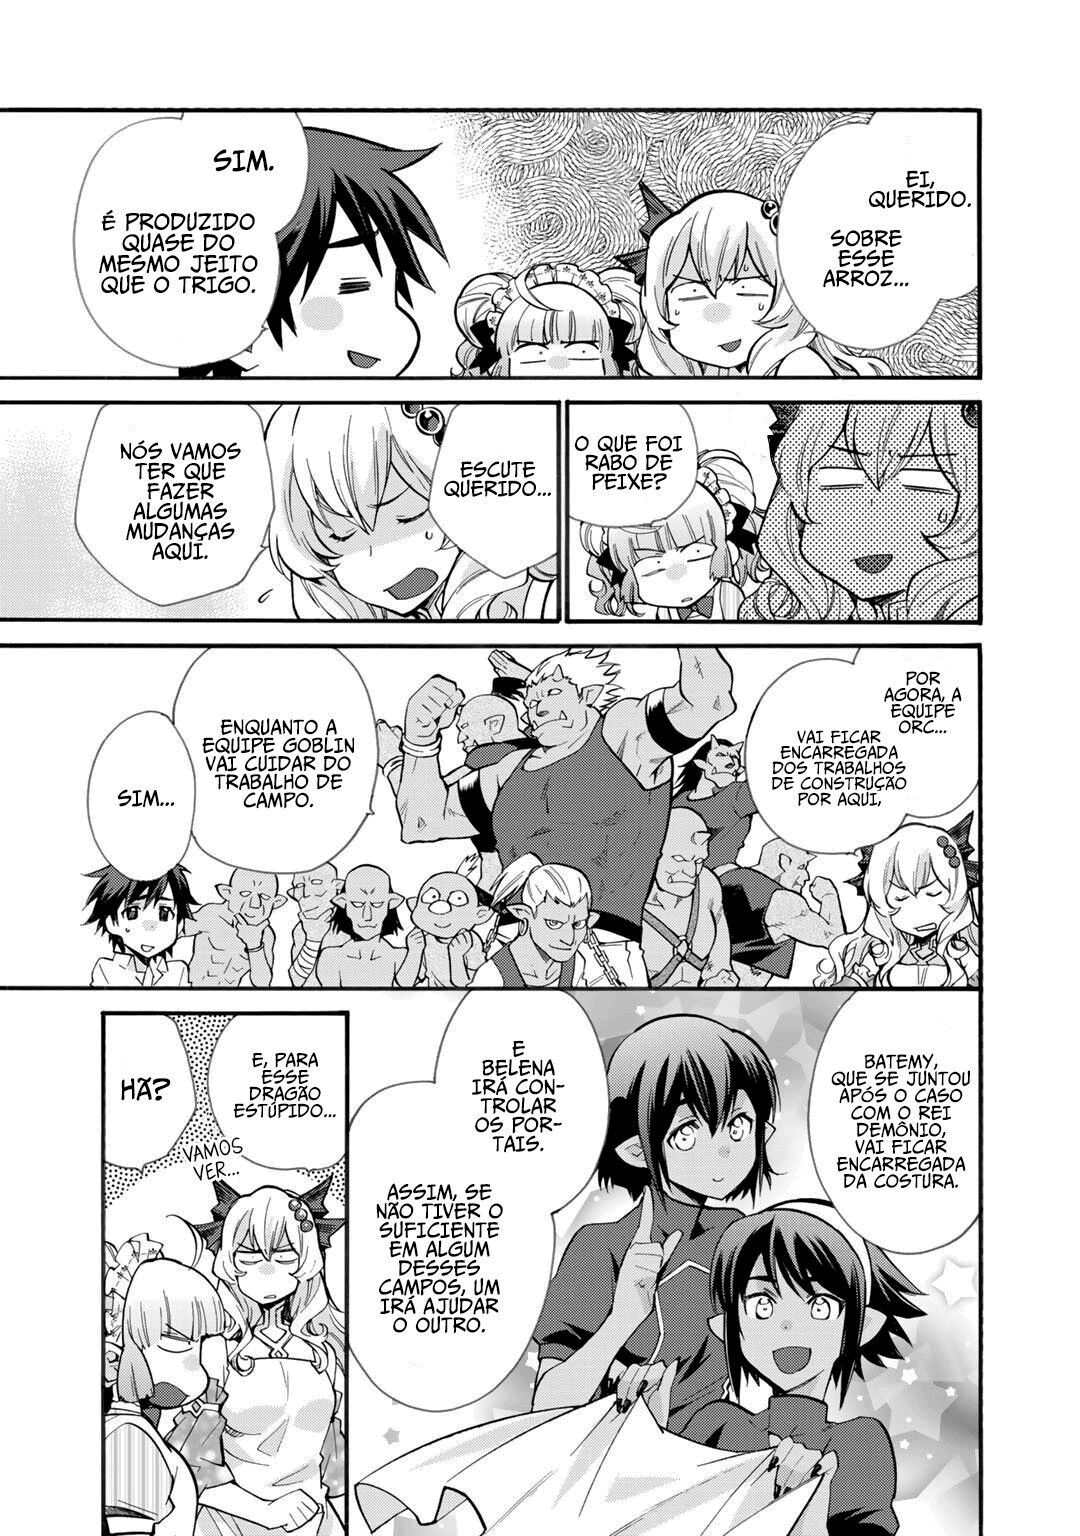 EI,
QUERIDO.
SOBRE
ESSE
ARROZ...
SIM.
É PRODUZIDO
QUASE DO
MESMO JEITO
QUE O TRIGO.
O QUE FOI
RABO DE
PEIXE?
ESCUTE
QUERIDO...
NÓS VAMOS
TER QUE
FAZER
ALGUMAS
MUDANÇAS
AQUI.
POR
AGORA, A
EQUIPE
ORC...
VAI FICAR
ENCARREGADA
DOS TRABALHOS
DE CONSTRUÇÃO
POR AQUI,
ENQUANTO A
EQUIPE GOBLIN
VAI CUIDAR DO
TRABALHO DE
CAMPO.
SIM...
BATEMY,
QUE SE JUNTOU
APÓS O CASO
COM O REI
DEMÔNIO,
VAI FICAR
ENCARREGADA
DA COSTURA.
E
BELENA
IRÁ CON-
TROLAR
OS POR-
TAIS.
ASSIM, SE
NÃO TIVER O
SUFICIENTE
EM ALGUM
DESSES
CAMPOS, UM
IRÁ AJUDAR
O OUTRO.
E, PARA
ESSE
DRAGÃO
ESTÚPIDO...
HÃ?
VAMOS
VER...